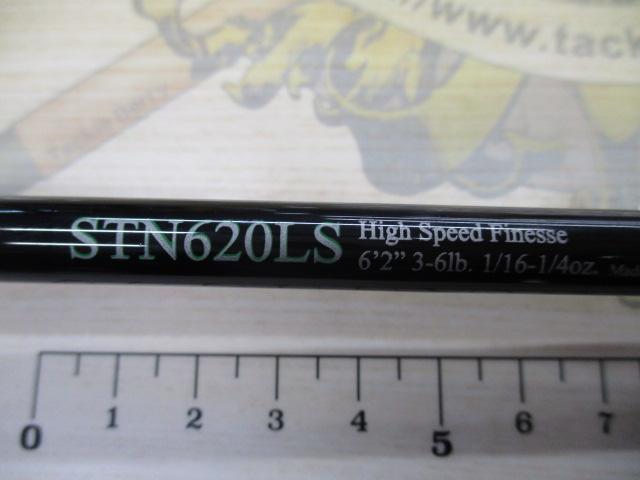 www.tack
STN620LS High Speed Finesse
6'2" 3-6lb. 1/16-1/4oz.
0 1 2 3 4 5 6 7